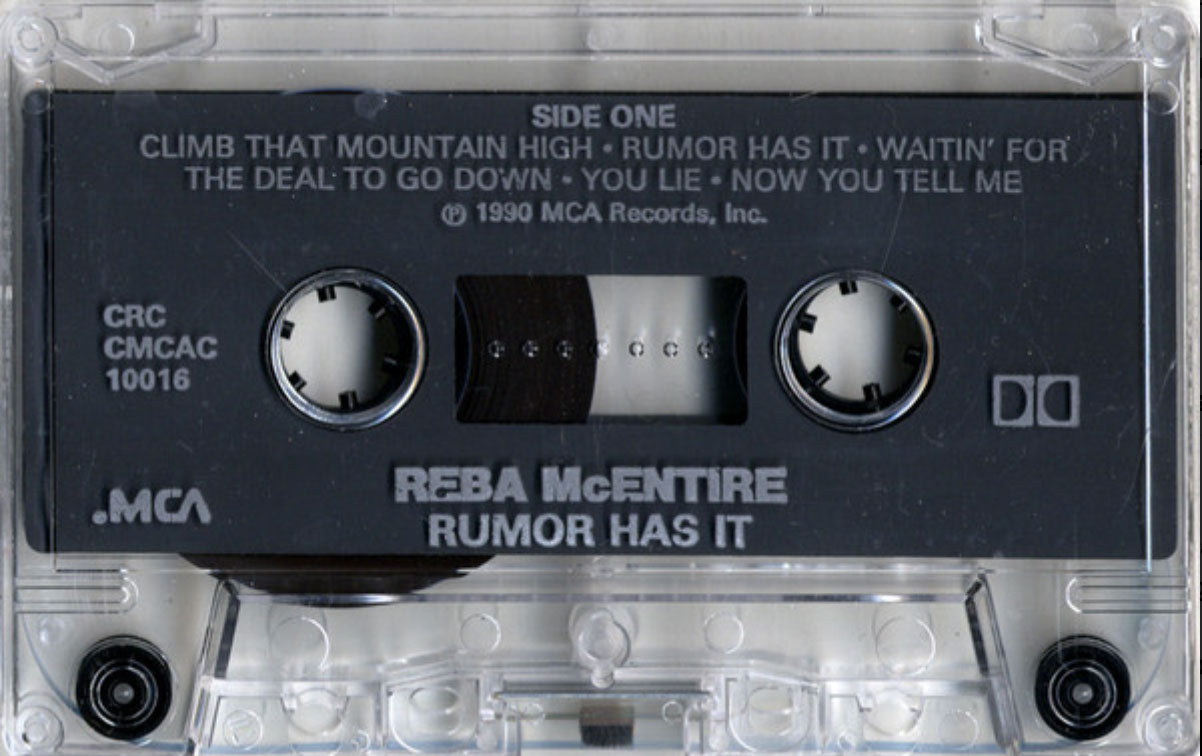 SIDE ONE
CLIMB THAT MOUNTAIN HIGH • RUMOR HAS IT • WAITIN' FOR
THE DEAL TO GO DOWN • YOU LIE • NOW YOU TELL ME
℗ 1990 MCA Records, Inc.
CRC
CMCAC
10016
.MCA
REBA McENTIRE
RUMOR HAS IT